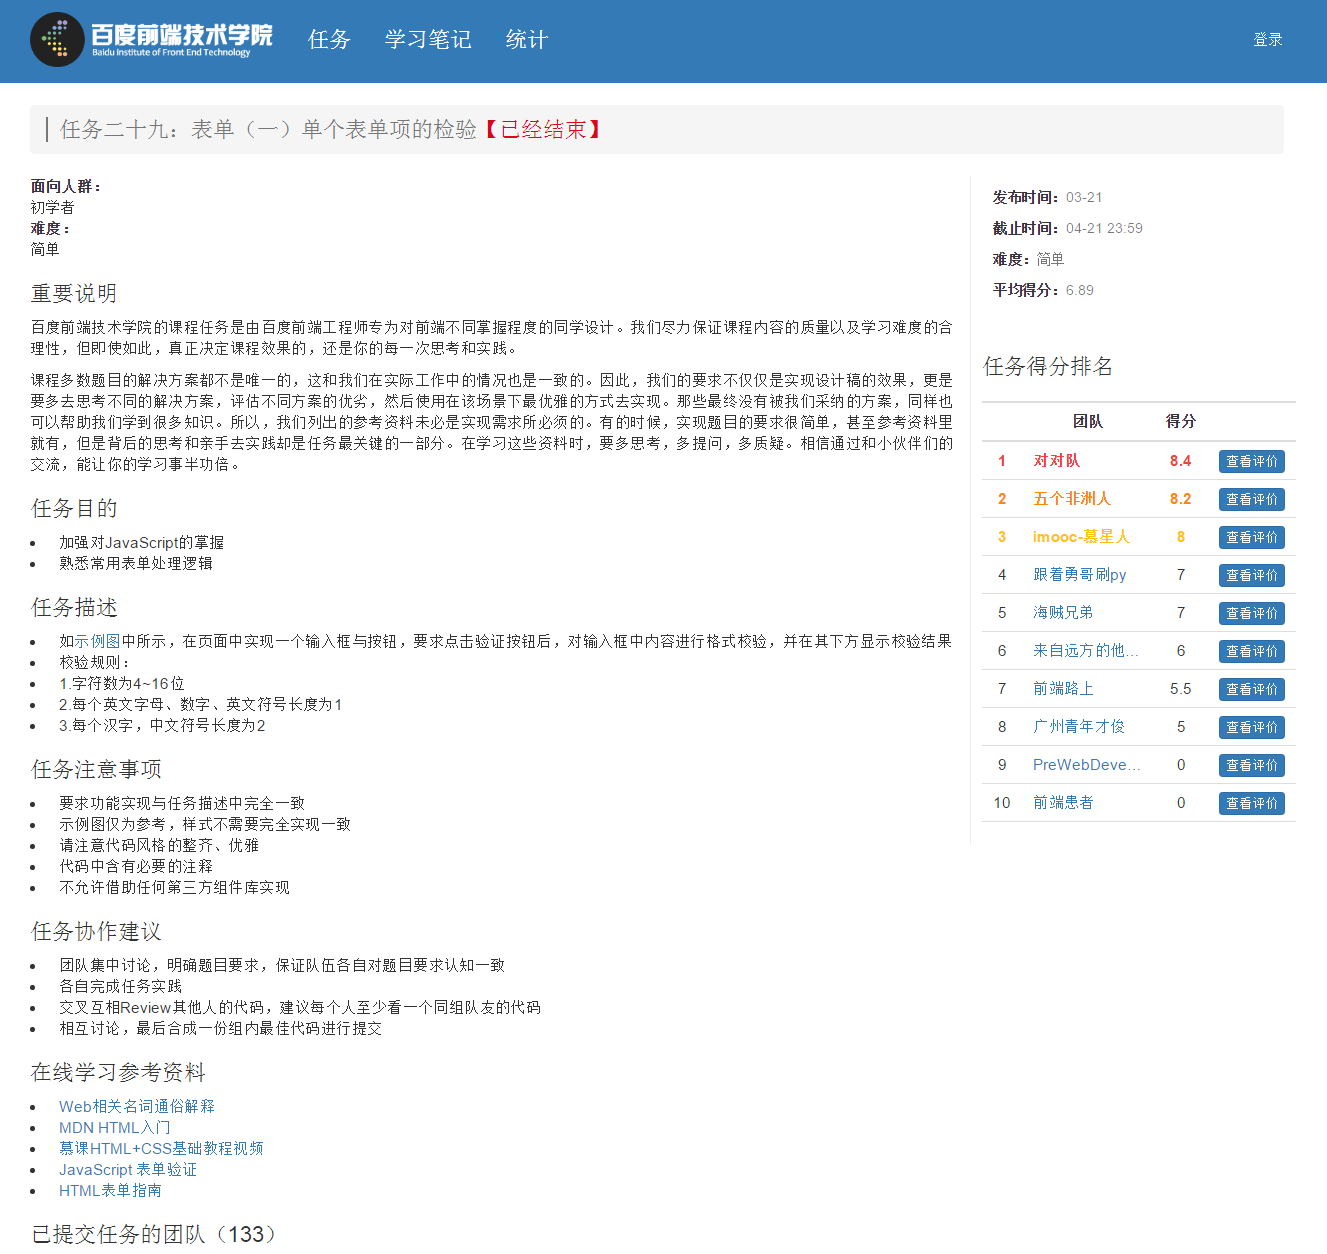 百度前端技术学院
Baidu Institute of Front End Technology
任务 学习笔记 统计
登录
任务二十九：表单（一）单个表单项的检验【已经结束】
面向人群：
初学者
难度：
简单
重要说明
百度前端技术学院的课程任务是由百度前端工程师专为对前端不同掌握程度的同学设计。我们尽力保证课程内容的质量以及学习难度的合
理性，但即使如此，真正决定课程效果的，还是你的每一次思考和实践。
课程多数题目的解决方案都不是唯一的，这和我们在实际工作中的情况也是一致的。因此，我们的要求不仅仅是实现设计稿的效果，更是
要多去思考不同的解决方案，评估不同方案的优劣，然后使用在该场景下最优雅的方式去实现。那些最终没有被我们采纳的方案，同样也
可以帮助我们学到很多知识。所以，我们列出的参考资料未必是实现需求所必须的。有的时候，实现题目的要求很简单，甚至参考资料里
就有，但是背后的思考和亲手去实践却是任务最关键的一部分。在学习这些资料时，要多思考，多提问，多质疑。相信通过和小伙伴们的
交流，能让你的学习事半功倍。
任务目的
加强对JavaScript的掌握
熟悉常用表单处理逻辑
任务描述
如示例图中所示，在页面中实现一个输入框与按钮，要求点击验证按钮后，对输入框中内容进行格式校验，并在其下方显示校验结果
校验规则：
1.字符数为4~16位
2.每个英文字母、数字、英文符号长度为1
3.每个汉字，中文符号长度为2
任务注意事项
要求功能实现与任务描述中完全一致
示例图仅为参考，样式不需要完全实现一致
请注意代码风格的整齐、优雅
代码中含有必要的注释
不允许借助任何第三方组件库实现
任务协作建议
团队集中讨论，明确题目要求，保证队伍各自对题目要求认知一致
各自完成任务实践
交叉互相Review其他人的代码，建议每个人至少看一个同组队友的代码
相互讨论，最后合成一份组内最佳代码进行提交
在线学习参考资料
Web相关名词通俗解释
MDN HTML入门
慕课HTML+CSS基础教程视频
JavaScript 表单验证
HTML表单指南
已提交任务的团队（133）
发布时间：03-21
截止时间：04-21 23:59
难度：简单
平均得分：6.89
任务得分排名
团队 得分
1 对对队 8.4 查看评价
2 五个非洲人 8.2 查看评价
3 imooc-慕星人 8 查看评价
4 跟着勇哥刷py 7 查看评价
5 海贼兄弟 7 查看评价
6 来自远方的他... 6 查看评价
7 前端路上 5.5 查看评价
8 广州青年才俊 5 查看评价
9 PreWebDeve... 0 查看评价
10 前端患者 0 查看评价